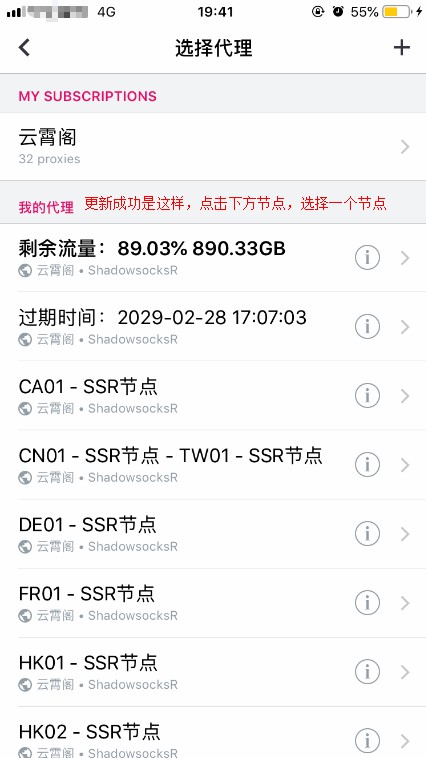 4G 19:41 55%
选择代理
MY SUBSCRIPTIONS
云霄阁
32 proxies
我的代理 更新成功是这样，点击下方节点，选择一个节点
剩余流量：89.03% 890.33GB
云霄阁 • ShadowsocksR
过期时间：2029-02-28 17:07:03
云霄阁 • ShadowsocksR
CA01 - SSR节点
云霄阁 • ShadowsocksR
CN01 - SSR节点 - TW01 - SSR节点
云霄阁 • ShadowsocksR
DE01 - SSR节点
云霄阁 • ShadowsocksR
FR01 - SSR节点
云霄阁 • ShadowsocksR
HK01 - SSR节点
云霄阁 • ShadowsocksR
HK02 - SSR节点
云霄阁 • ShadowsocksR